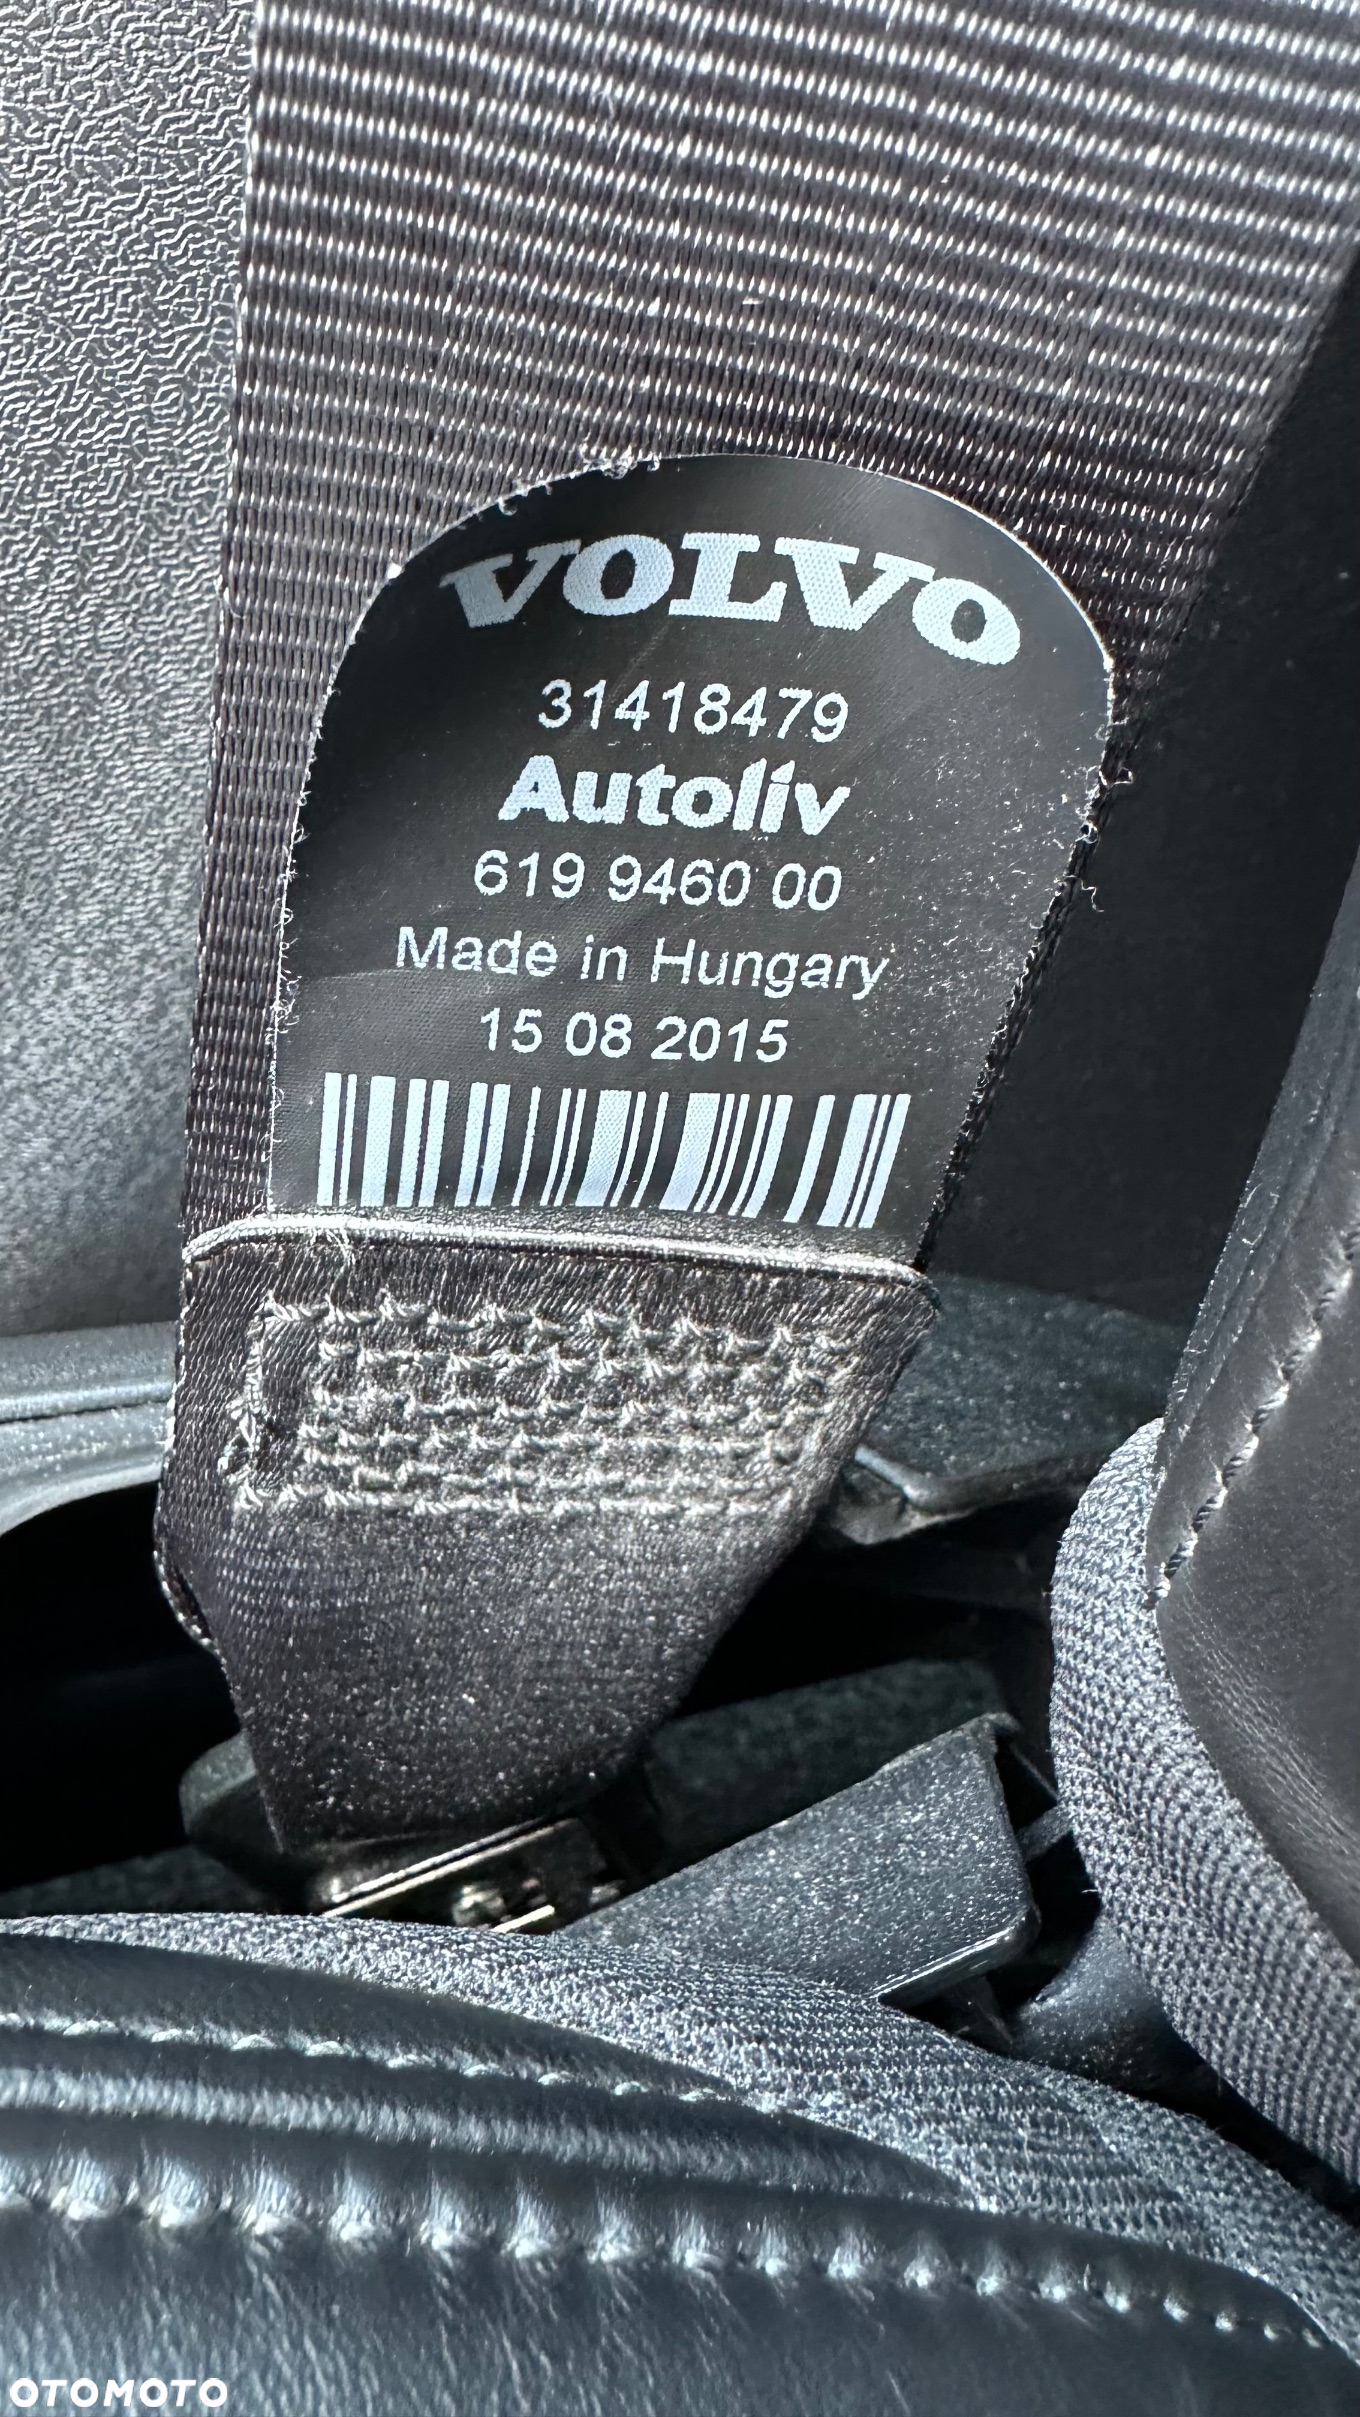 VOLVO
31418479
Autoliv
619 9460 00
Made in Hungary
15 08 2015
OTOMOTO